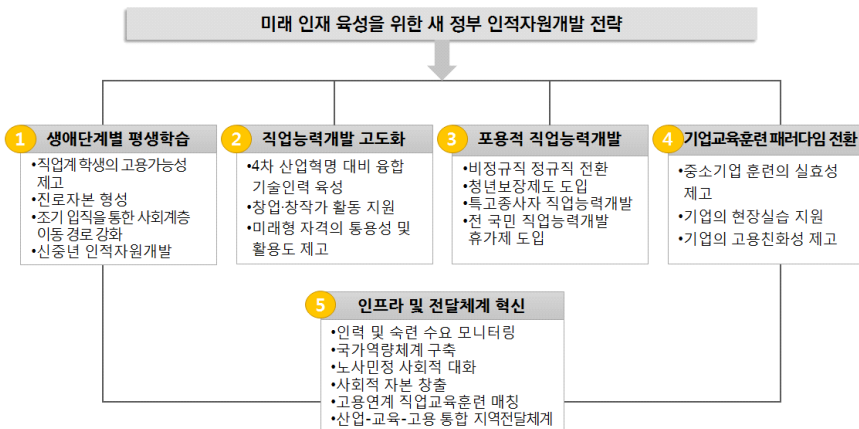 미래 인재 육성을 위한 새 정부 인적자원개발 전략
1 생애단계별 평생학습
•직업계 학생의 고용가능성
제고
•진로자본 형성
•조기 입직을 통한 사회계층
이동 경로 강화
•신중년 인적자원개발
2 직업능력개발 고도화
•4차 산업혁명 대비 융합
기술인력 육성
•창업·창작가 활동 지원
•미래형 자격의 통용성 및
활용도 제고
3 포용적 직업능력개발
•비정규직 정규직 전환
•청년보장제도 도입
•특고종사자 직업능력개발
•전 국민 직업능력개발
휴가제 도입
4 기업교육훈련 패러다임 전환
•중소기업 훈련의 실효성
제고
•기업의 현장실습 지원
•기업의 고용친화성 제고
5 인프라 및 전달체계 혁신
•인력 및 숙련 수요 모니터링
•국가역량체계 구축
•노사민정 사회적 대화
•사회적 자본 창출
•고용연계 직업교육훈련 매칭
•산업-교육-고용 통합 지역전달체계